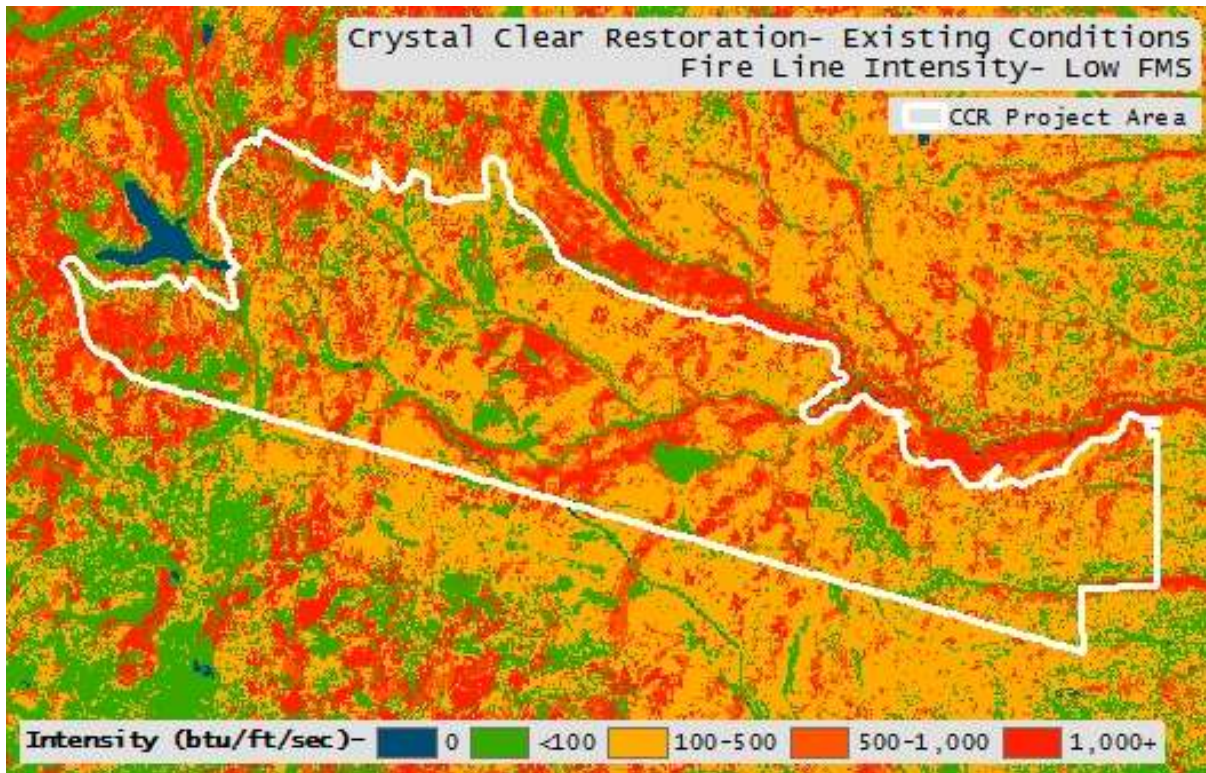 Crystal Clear Restoration- Existing Conditions
Fire Line Intensity- Low FMS
CCR Project Area
Intensity (btu/ft/sec)- 0 <100 100-500 500-1,000 1,000+